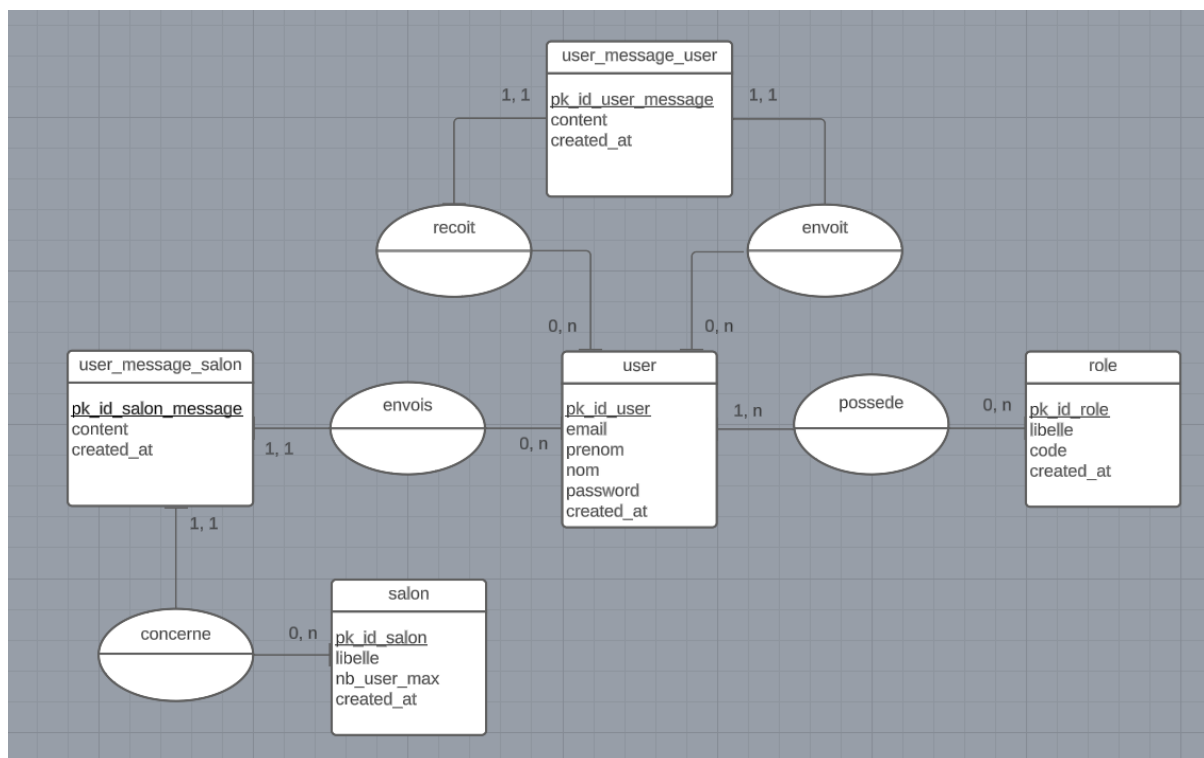 user_message_user
1, 1
pk_id_user_message
1, 1
content
created_at
recoit
envoit
0, n
0, n
user_message_salon
pk_id_salon_message
content
created_at
1, 1
envois
0, n
user
pk_id_user
email
prenom
nom
password
created_at
1, n
possede
0, n
role
pk_id_role
libelle
code
created_at
1, 1
concerne
0, n
salon
pk_id_salon
libelle
nb_user_max
created_at